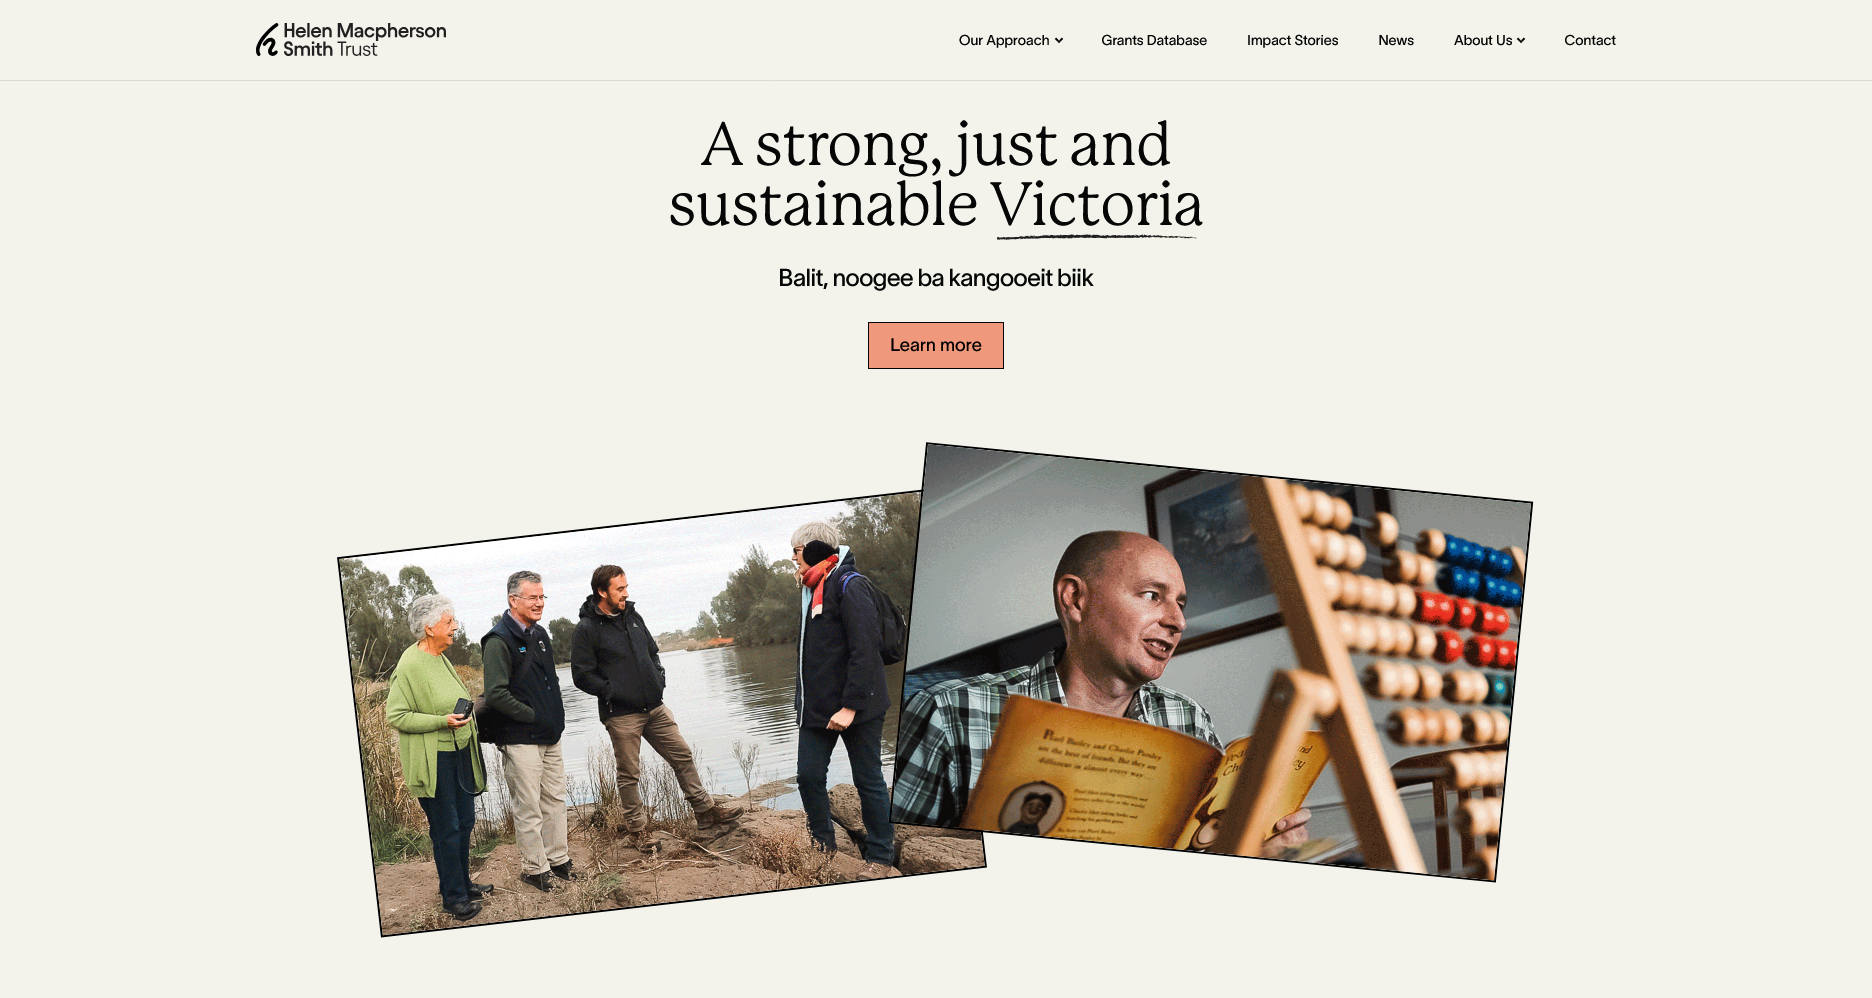 Helen Macpherson
Smith Trust
Our Approach
Grants Database
Impact Stories
News
About Us
Contact
A strong, just and
sustainable Victoria
Balit, noogee ba kangooeit biik
Learn more
Pearl Barley and Charlie Parsley
are the best of friends. But they are
different in almost every way...